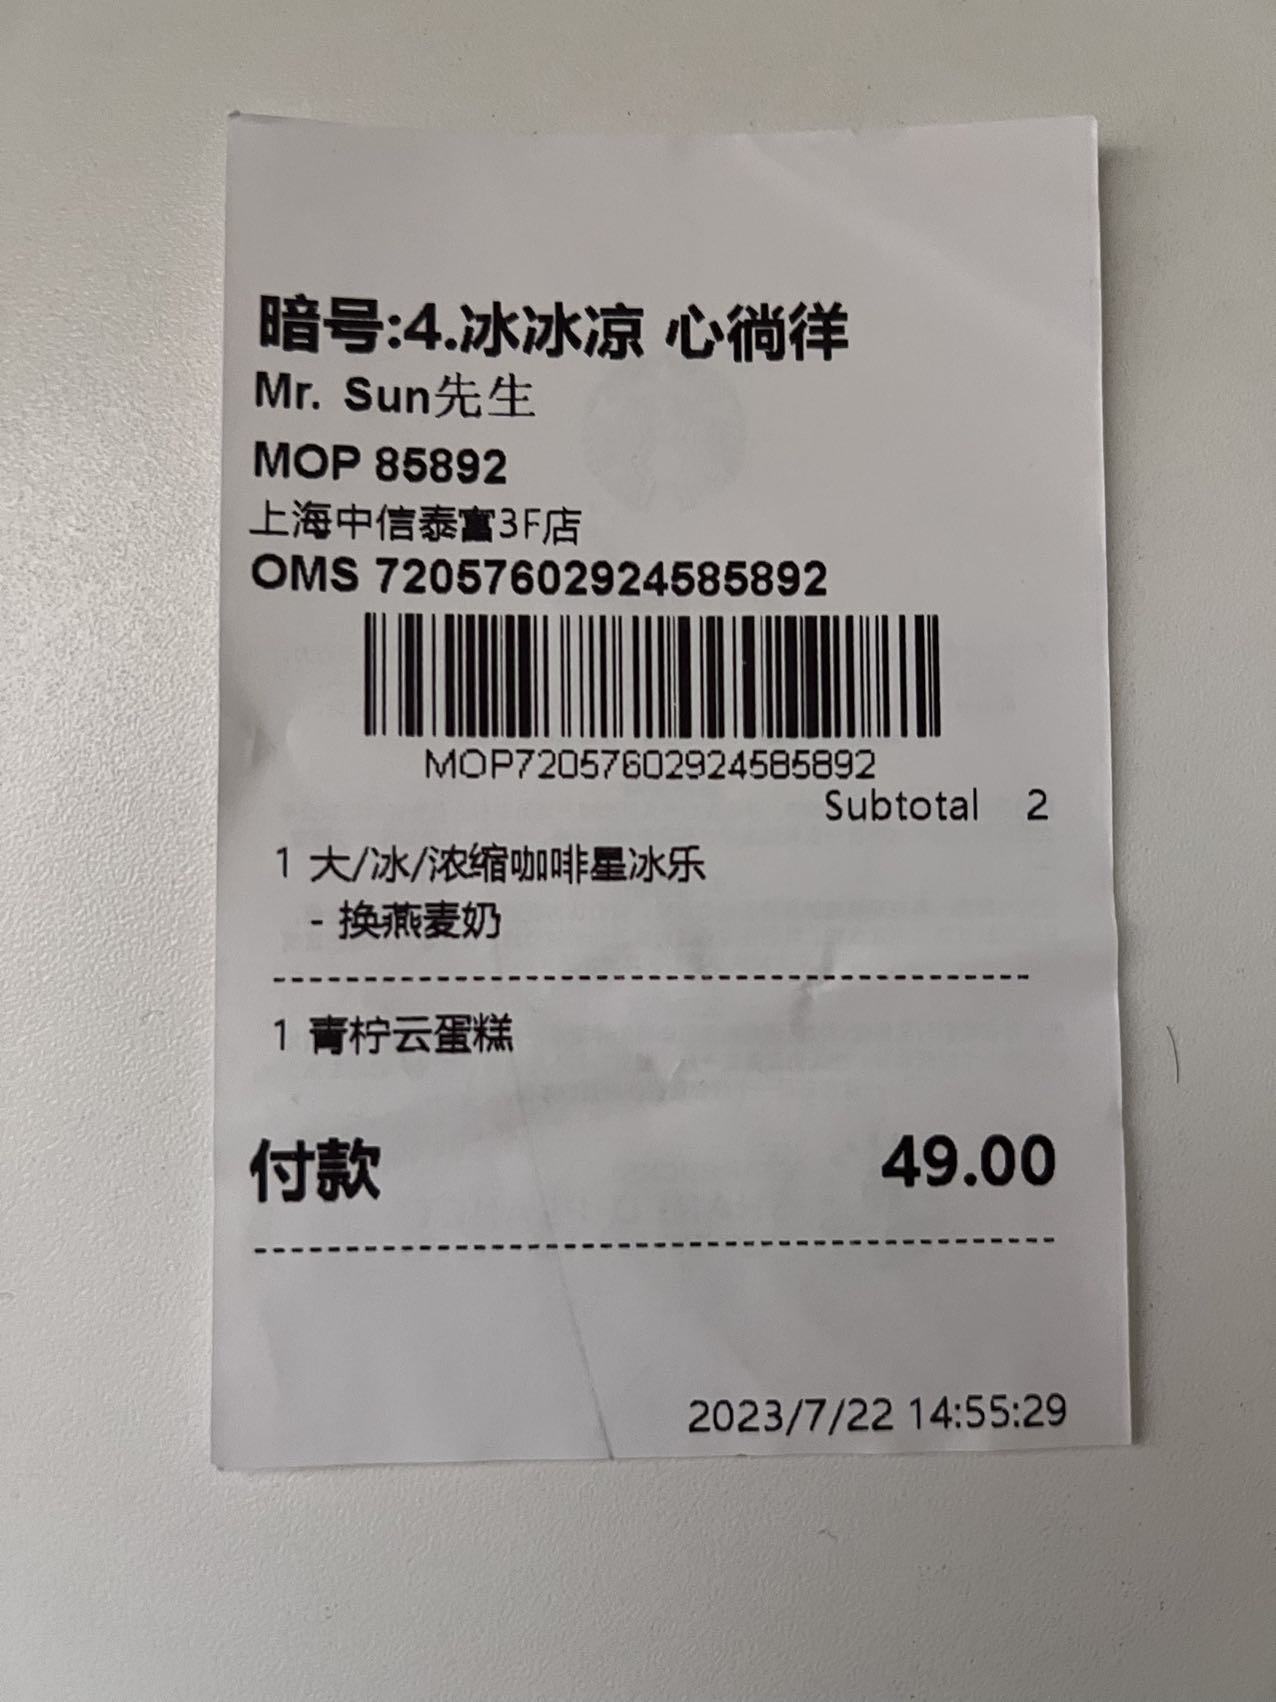 暗号:4.冰冰凉 心徜徉
Mr. Sun先生
MOP 85892
上海中信泰富3F店
OMS 72057602924585892
MOP72057602924585892
Subtotal 2
1 大/冰/浓缩咖啡星冰乐
- 换燕麦奶
1 青柠云蛋糕
付款 49.00
2023/7/22 14:55:29